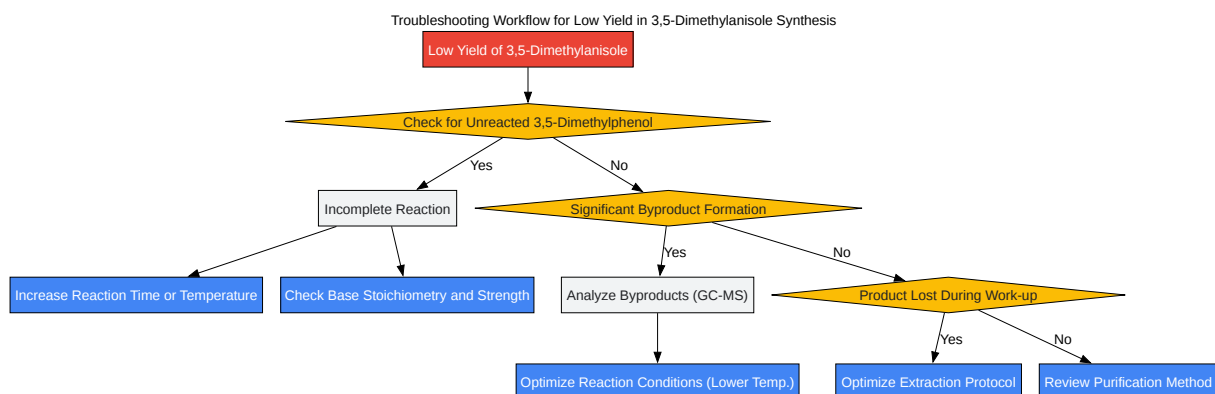 Troubleshooting Workflow for Low Yield in 3,5-Dimethylanisole Synthesis
Low Yield of 3,5-Dimethylanisole
Check for Unreacted 3,5-Dimethylphenol
Yes
No
Incomplete Reaction
Significant Byproduct Formation
Yes
No
Increase Reaction Time or Temperature
Check Base Stoichiometry and Strength
Analyze Byproducts (GC-MS)
Product Lost During Work-up
Yes
No
Optimize Reaction Conditions (Lower Temp.)
Optimize Extraction Protocol
Review Purification Method